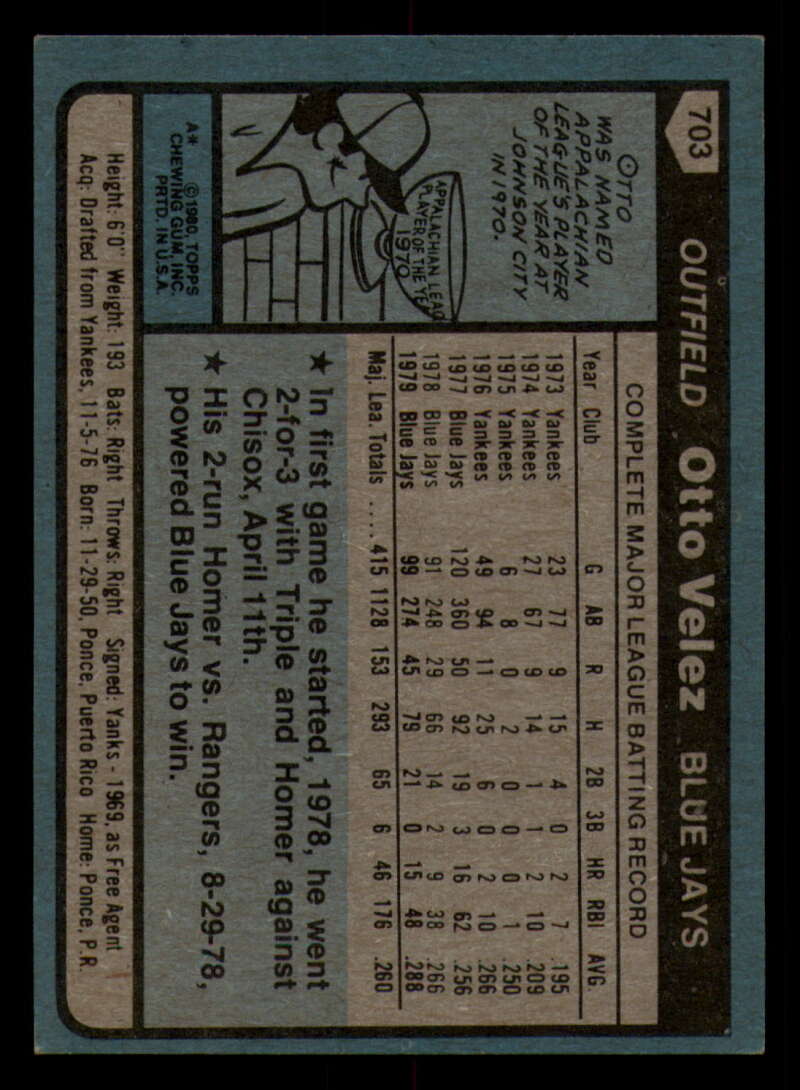 703
OUTFIELD Otto Velez BLUE JAYS
OTTO
WAS NAMED
APPALACHIAN
LEAGUE'S PLAYER
OF THE YEAR AT
JOHNSON CITY
IN 1970.
APPALACHIAN LEAG
PLAYER OF THE YE
1970
A* ©1980 TOPPS
CHEWING GUM, INC.
PRTD. IN U.S.A.
COMPLETE MAJOR LEAGUE BATTING RECORD
Year Club G AB R H 2B 3B HR RBI AVG.
1973 Yankees 23 77 9 15 4 0 2 7 .195
1974 Yankees 27 67 9 14 1 1 2 10 .209
1975 Yankees 6 8 0 2 0 0 0 1 .250
1976 Yankees 49 94 11 25 6 0 2 10 .266
1977 Blue Jays 120 360 50 92 19 3 16 62 .256
1978 Blue Jays 91 248 29 66 14 2 9 38 .266
1979 Blue Jays 99 274 45 79 21 0 15 48 .288
Maj. Lea. Totals ..... 415 1128 153 293 65 6 46 176 .260
★ In first game he started, 1978, he went
2-for-3 with Triple and Homer against
Chisox, April 11th.
★ His 2-run Homer vs. Rangers, 8-29-78,
powered Blue Jays to win.
Height: 6'0" Weight: 193 Bats: Right Throws: Right Signed: Yanks - 1969, as Free Agent
Acq: Drafted from Yankees, 11-5-76 Born: 11-29-50, Ponce, Puerto Rico Home: Ponce, P.R.